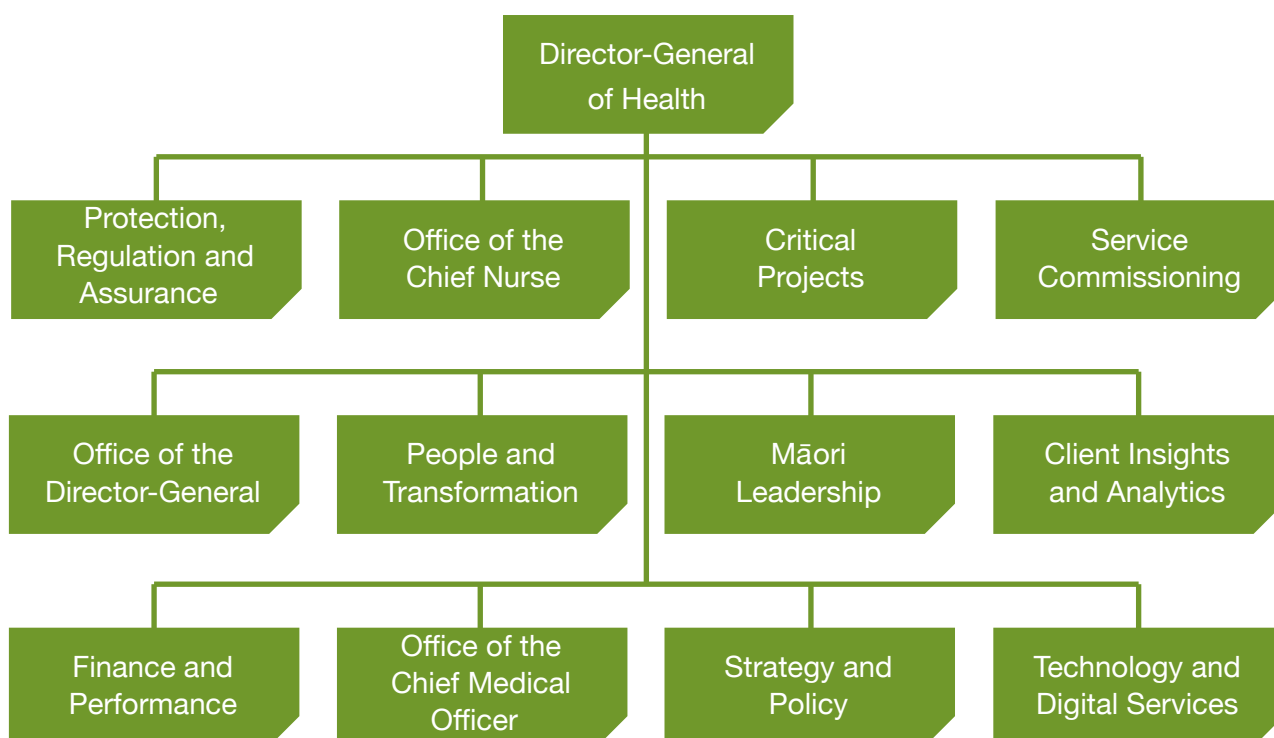 Director-General
of Health
Protection,
Regulation and
Assurance
Office of the
Chief Nurse
Critical
Projects
Service
Commissioning
Office of the
Director-General
People and
Transformation
Māori
Leadership
Client Insights
and Analytics
Finance and
Performance
Office of the
Chief Medical
Officer
Strategy and
Policy
Technology and
Digital Services